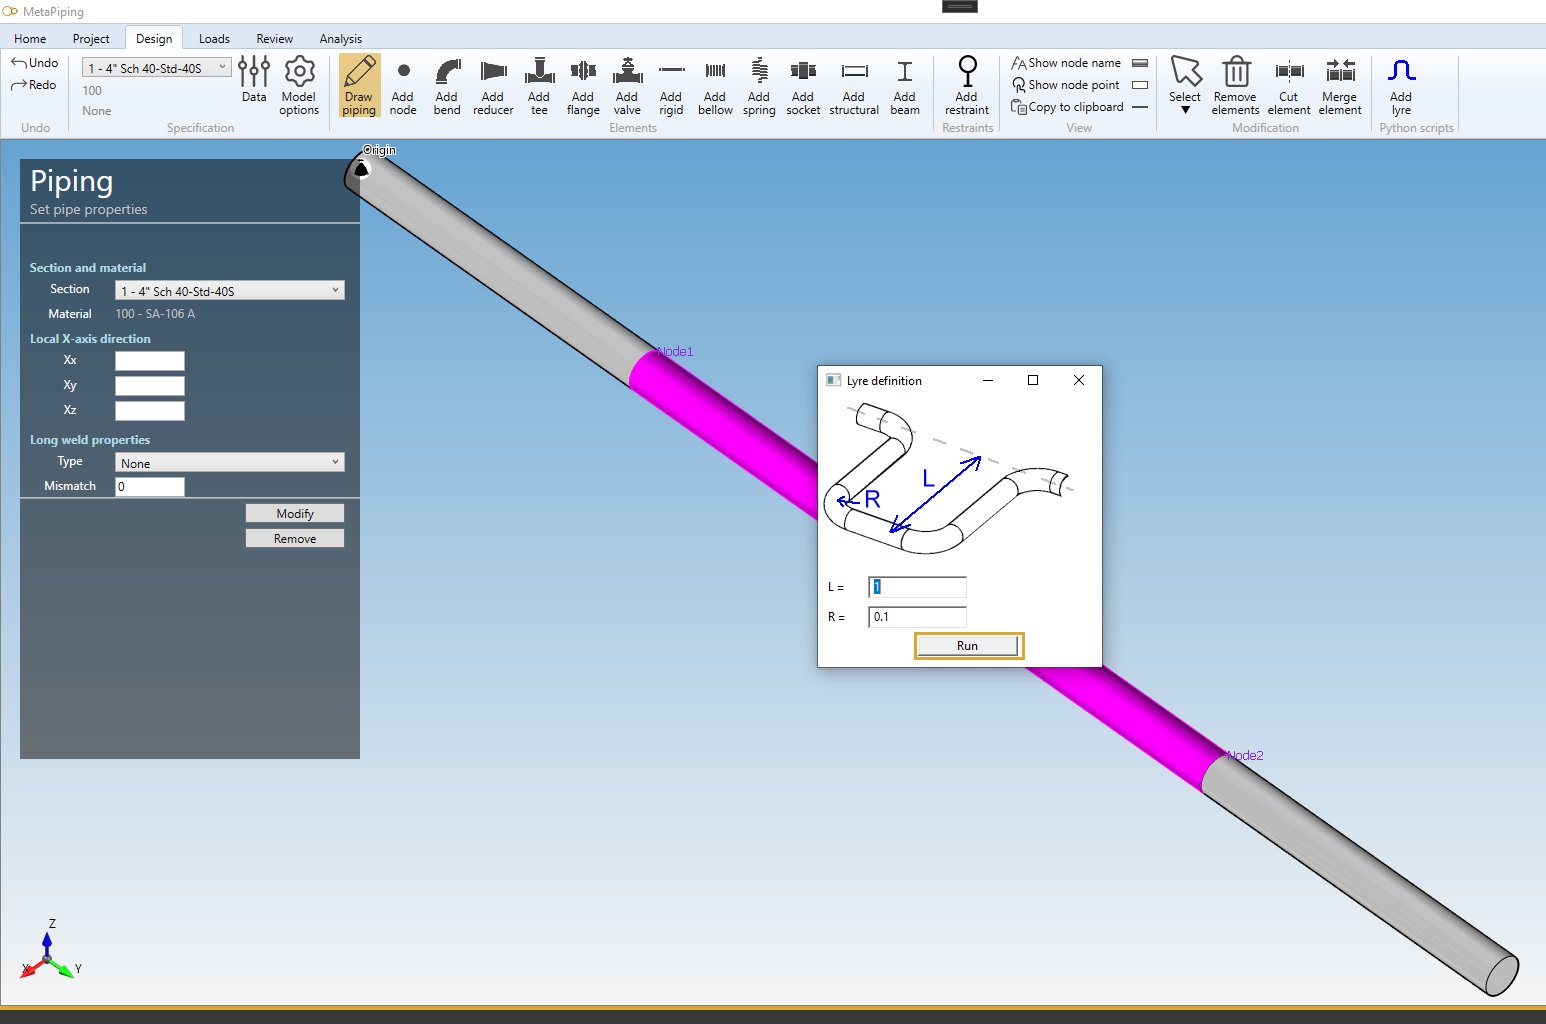 MetaPiping
Home Project Design Loads Review Analysis
Undo
Redo
Undo
1 - 4" Sch 40-Std-40S
100
None
Data
Model options
Specification
Draw piping
Add node
Add bend
Add reducer
Add tee
Add flange
Add valve
Add rigid
Add bellow
Add spring
Add socket
Add structural
Add beam
Elements
Add restraint
Restraints
Show node name
Show node point
Copy to clipboard
View
Select
Remove elements
Cut element
Merge element
Modification
Add lyre
Python scripts
Origin
Piping
Set pipe properties
Section and material
Section 1 - 4" Sch 40-Std-40S
Material 100 - SA-106 A
Local X-axis direction
Xx
Xy
Xz
Long weld properties
Type None
Mismatch 0
Modify
Remove
Node1
Lyre definition
L
R
L = 1
R = 0.1
Run
Node2
Z
X
Y